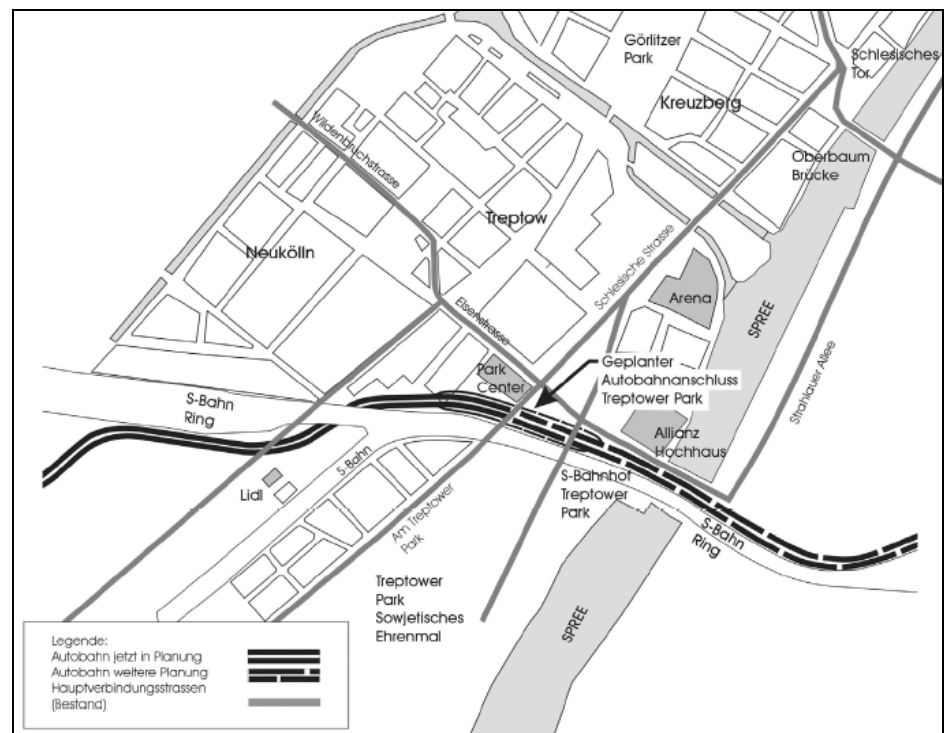 Görlitzer
Park
Schlesisches
Tor
Kreuzberg
Wildenbruchstrasse
Oberbaum
Brücke
Treptow
Neukölln
Schlesische Strasse
Arena
SPREE
Elsenstrasse
Park
Center
Geplanter
Autobahnanschluss
Treptower Park
Strahlauer Allee
S-Bahn
Ring
Allianz
Hochhaus
S-Bahn
Lidl
S-Bahnhof
Treptower
Park
Am Treptower
Park
S-Bahn
Ring
Treptower
Park
Sowjetisches
Ehrenmal
SPREE
Legende:
Autobahn jetzt in Planung
Autobahn weitere Planung
Hauptverbindungsstrassen
(Bestand)